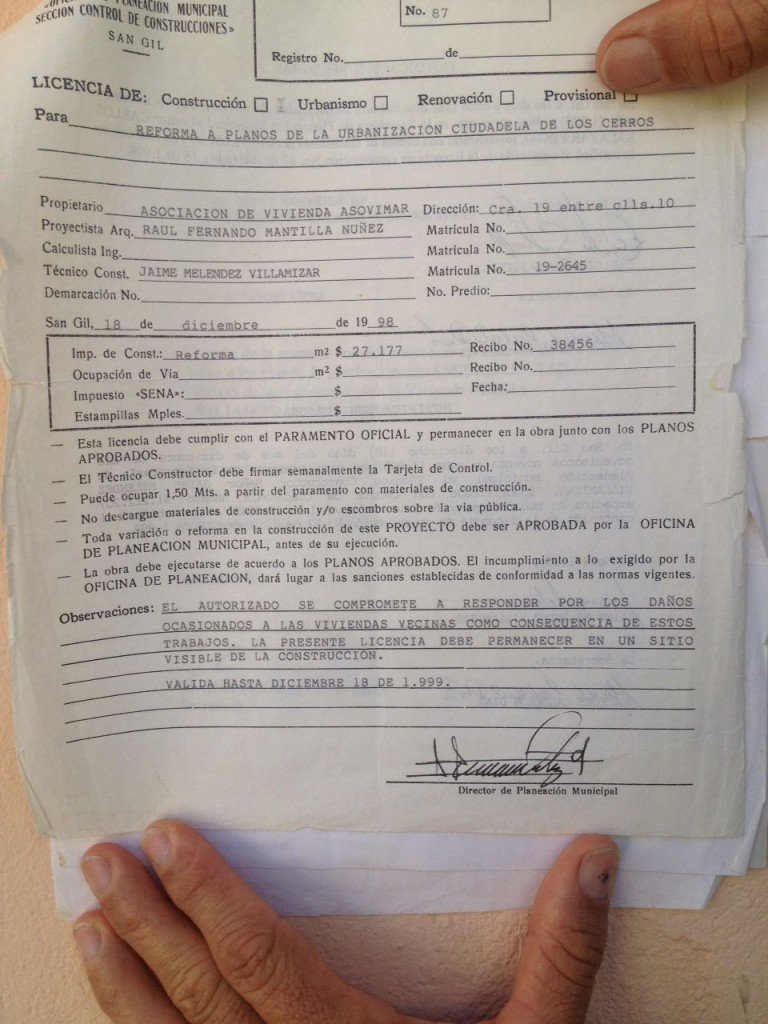 PLANEACION MUNICIPAL
SECCION CONTROL DE CONSTRUCCIONES»
SAN GIL
No. 87
Registro No. de
LICENCIA DE: Construcción Urbanismo Renovación Provisional
Para REFORMA A PLANOS DE LA URBANIZACION CIUDADELA DE LOS CERROS
Propietario ASOCIACION DE VIVIENDA ASOVIMAR Dirección: Cra. 19 entre clls.10
Proyectista Arq. RAUL FERNANDO MANTILLA NUÑEZ Matrícula No.
Calculista Ing. Matrícula No.
Técnico Const. JAIME MELENDEZ VILLAMIZAR Matrícula No. 19-2645
Demarcación No. No. Predio:
San Gil, 18 de diciembre de 19 98
Imp. de Const.: Reforma m2 $ 27.177 Recibo No. 38456
Ocupación de Vía m2 $ Recibo No.
Impuesto «SENA»: $ Fecha:
Estampillas Mples. $
— Esta licencia debe cumplir con el PARAMENTO OFICIAL y permanecer en la obra junto con los PLANOS
APROBADOS.
— El Técnico Constructor debe firmar semanalmente la Tarjeta de Control.
— Puede ocupar 1,50 Mts. a partir del paramento con materiales de construcción.
— No descargue materiales de construcción y/o escombros sobre la vía pública.
— Toda variación o reforma en la construcción de este PROYECTO debe ser APROBADA por la OFICINA
DE PLANEACION MUNICIPAL, antes de su ejecución.
— La obra debe ejecutarse de acuerdo a los PLANOS APROBADOS. El incumplimiento a lo exigido por la
OFICINA DE PLANEACION, dará lugar a las sanciones establecidas de conformidad a las normas vigentes.
Observaciones: EL AUTORIZADO SE COMPROMETE A RESPONDER POR LOS DAÑOS
OCASIONADOS A LAS VIVIENDAS VECINAS COMO CONSECUENCIA DE ESTOS
TRABAJOS. LA PRESENTE LICENCIA DEBE PERMANECER EN UN SITIO
VISIBLE DE LA CONSTRUCCION.
VALIDA HASTA DICIEMBRE 18 DE 1.999.
Director de Planeación Municipal